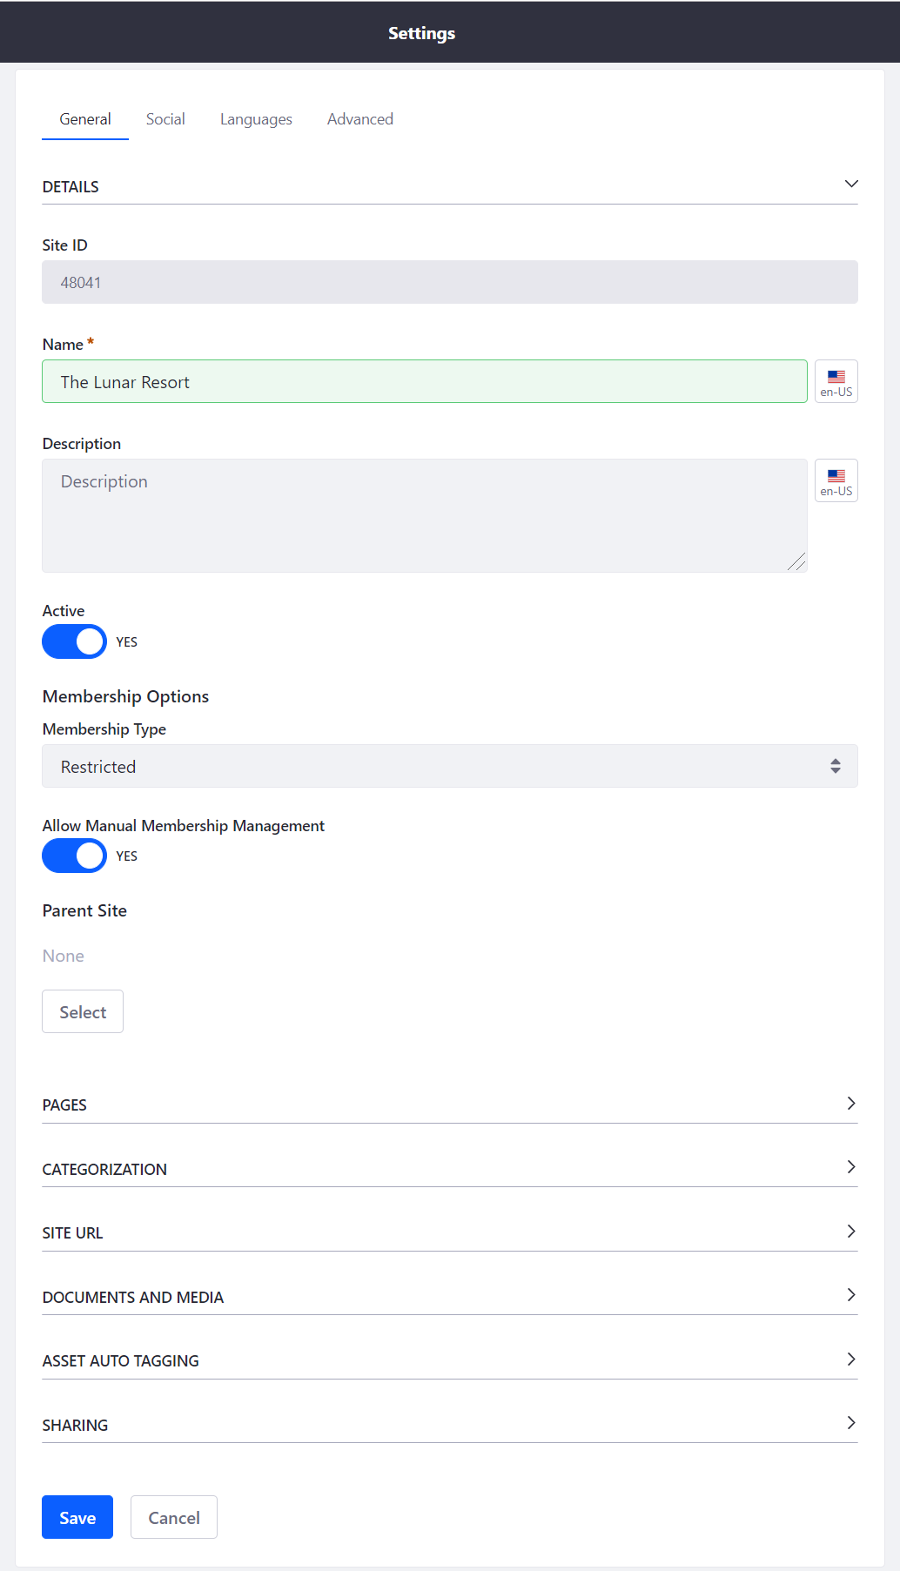 Settings
General Social Languages Advanced
DETAILS
Site ID
48041
Name *
The Lunar Resort
en-US
Description
Description
en-US
Active
YES
Membership Options
Membership Type
Restricted
Allow Manual Membership Management
YES
Parent Site
None
Select
PAGES
CATEGORIZATION
SITE URL
DOCUMENTS AND MEDIA
ASSET AUTO TAGGING
SHARING
Save Cancel